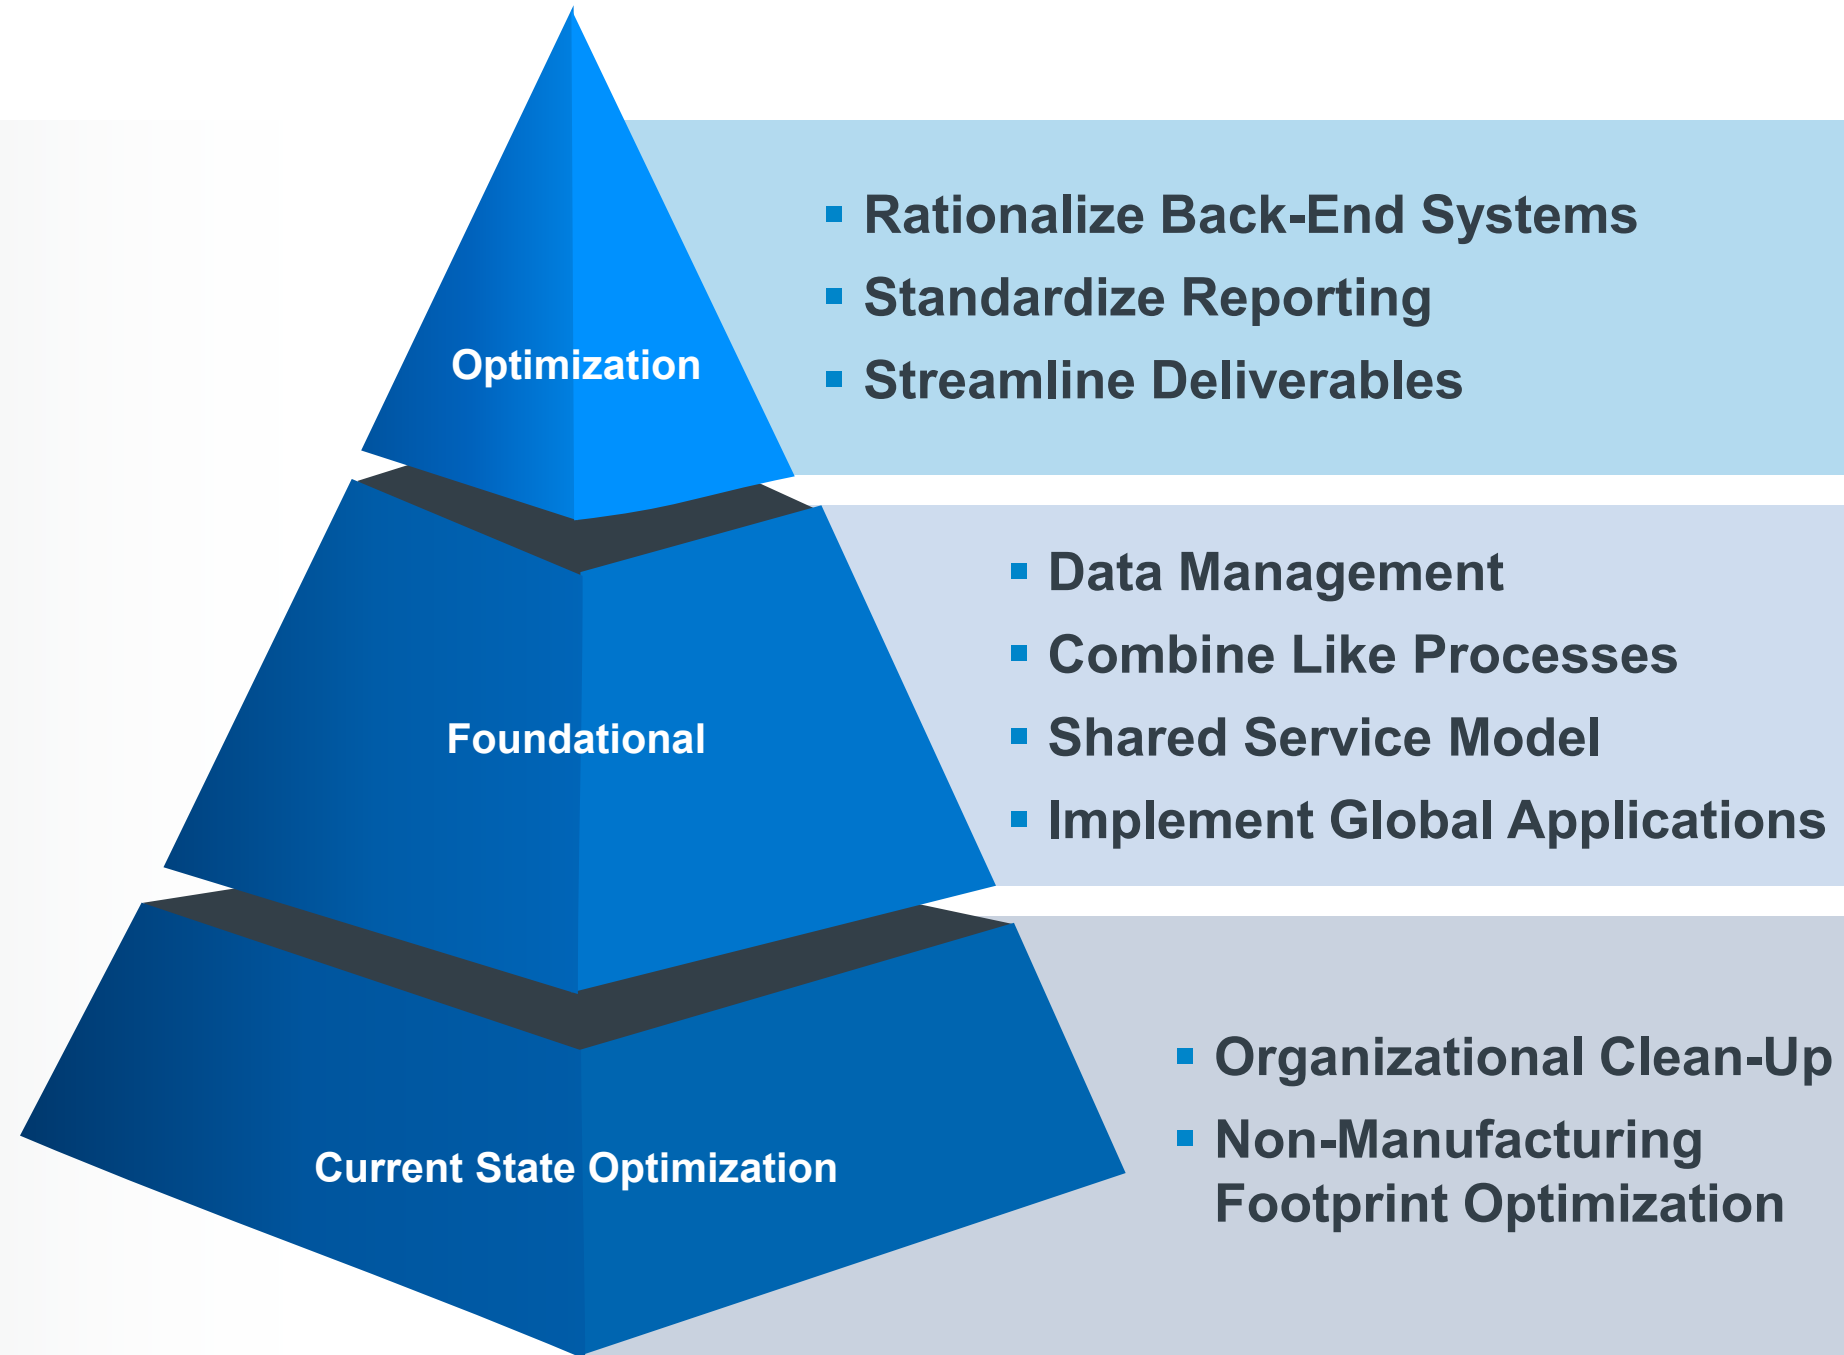 Optimization
Rationalize Back-End Systems
Standardize Reporting
Streamline Deliverables
Foundational
Data Management
Combine Like Processes
Shared Service Model
Implement Global Applications
Current State Optimization
Organizational Clean-Up
Non-Manufacturing
Footprint Optimization